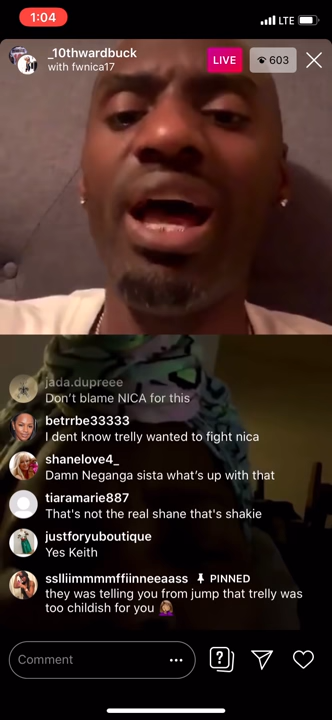 1:04
LTE
_10thwardbuck
with fwnica17
LIVE
603
jada.dupreee
Don't blame NICA for this
betrrbe33333
I dent know trelly wanted to fight nica
shanelove4_
Damn Neganga sista what's up with that
tiaramarie887
That's not the real shane that's shakie
justforyuboutique
Yes Keith
sslliimmmmffiinneeaass PINNED
they was telling you from jump that trelly was
too childish for you 🤦🏽‍♀️
Comment